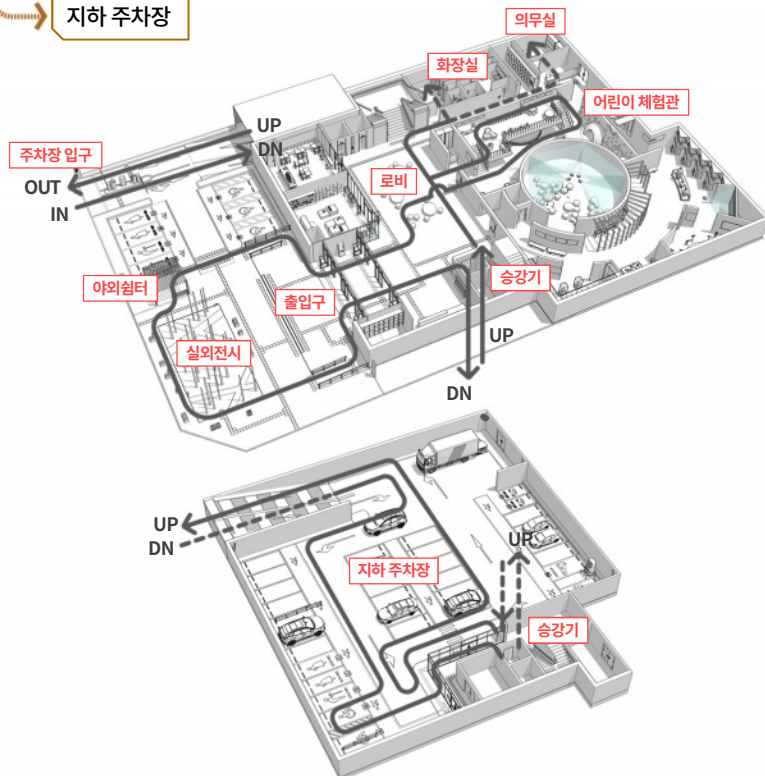 지하 주차장
의무실
화장실
어린이 체험관
UP
DN
주차장 입구
OUT
IN
로비
야외쉼터
출입구
승강기
실외전시
UP
DN
UP
DN
UP
지하 주차장
승강기